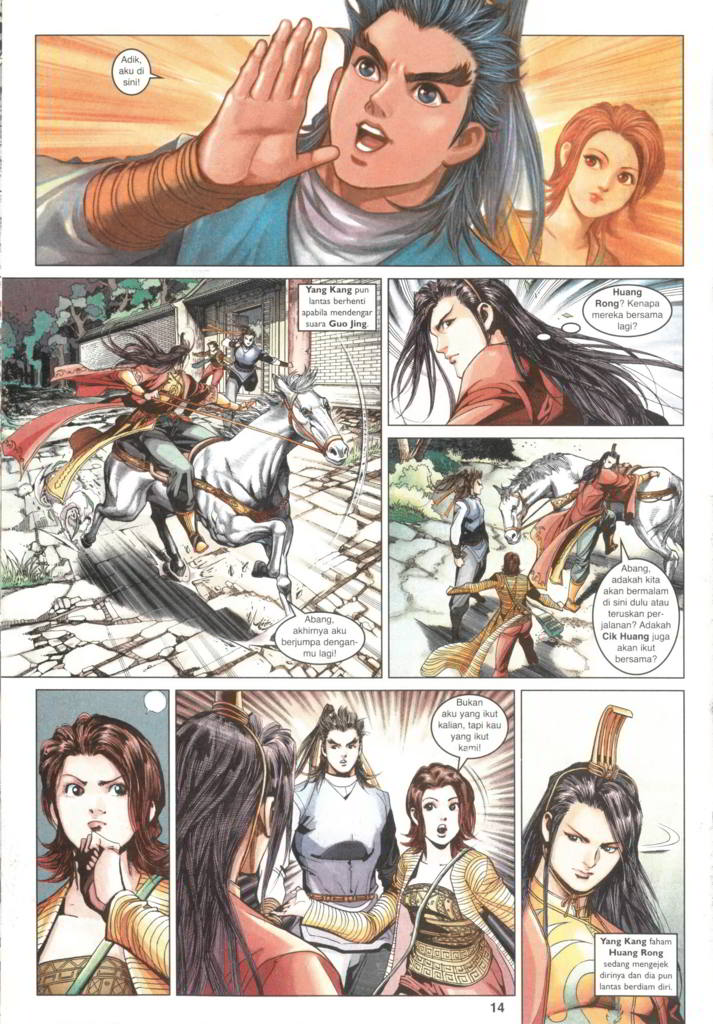 Adik,
aku di
sini!
Yang Kang pun
lantas berhenti
apabila mendengar
suara Guo Jing.
Abang,
akhirnya aku
berjumpa dengan-
mu lagi!
Huang
Rong? Kenapa
mereka bersama
lagi?
Abang,
adakah kita
akan bermalam
di sini dulu atau
teruskan per-
jalanan? Adakah
Cik Huang juga
akan ikut
bersama?
Bukan
aku yang ikut
kalian, tapi kau
yang ikut
kami!
Yang Kang faham
Huang Rong
sedang mengejek
dirinya dan dia pun
lantas berdiam diri.
14